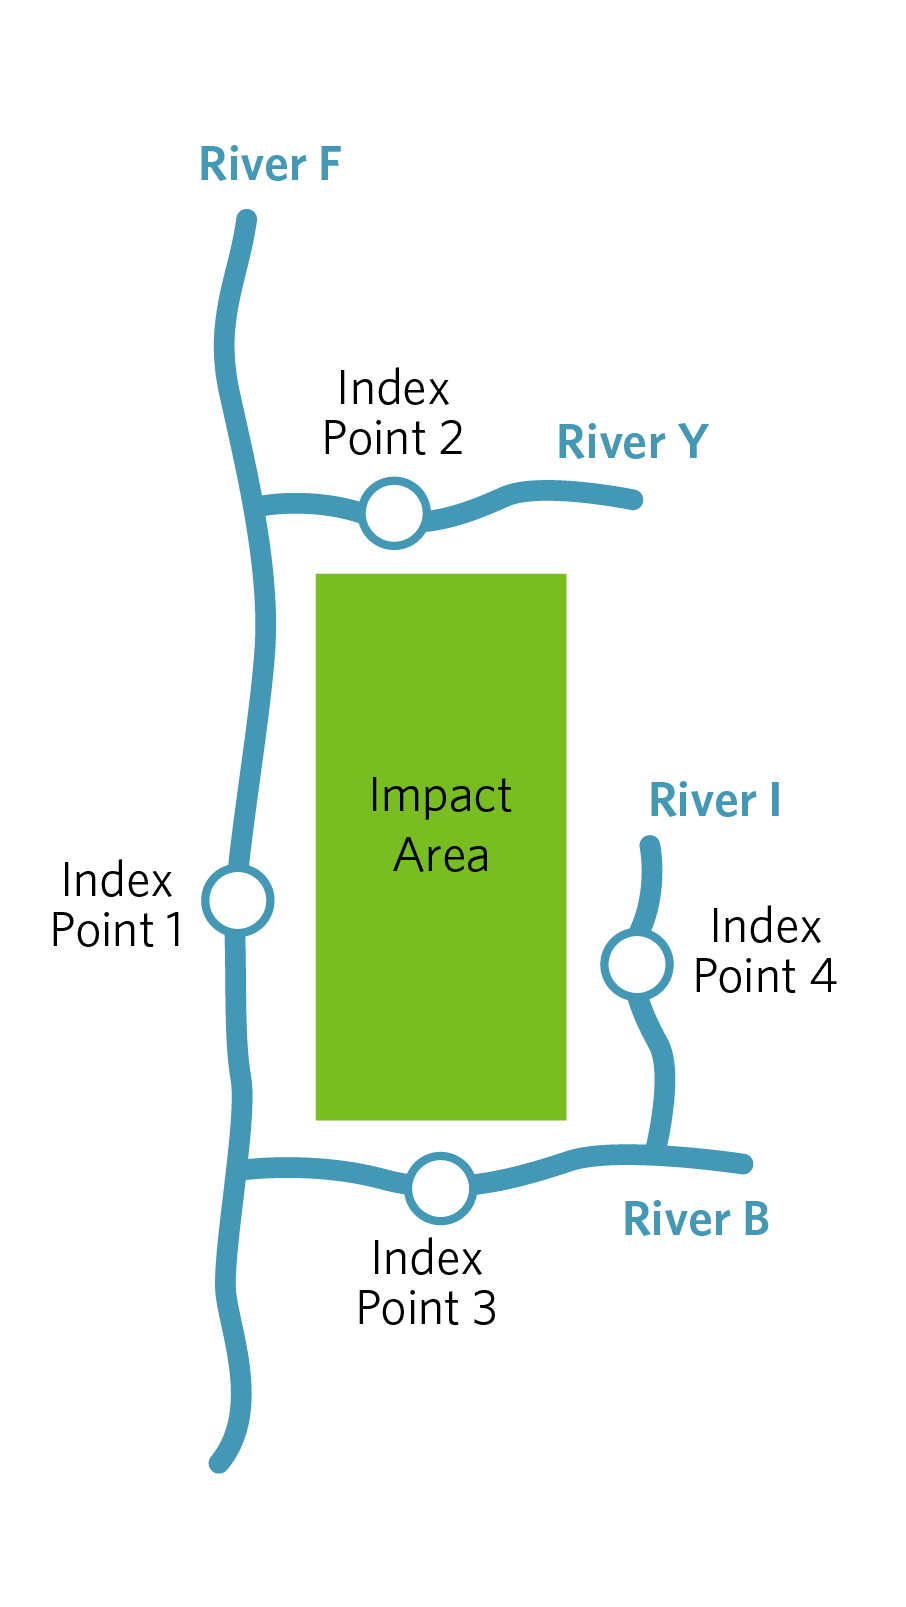 River F
Index
Point 2
River Y
Impact
Area
River I
Index
Point 1
Index
Point 4
River B
Index
Point 3